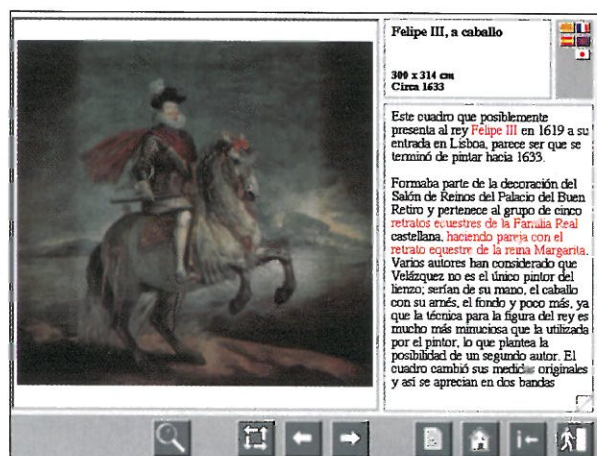 Felipe III, a caballo
300 x 314 cm
Circa 1633
Este cuadro que posiblemente
presenta al rey Felipe III en 1619 a su
entrada en Lisboa, parece ser que se
terminó de pintar hacia 1633.
Formaba parte de la decoración del
Salón de Reinos del Palacio del Buen
Retiro y pertenece al grupo de cinco
retratos ecuestres de la Familia Real
castellana, haciendo pareja con el
retrato equestre de la reina Margarita.
Varios autores han considerado que
Velázquez no es el único pintor del
lienzo; serían de su mano, el caballo
con su arnés, el fondo y poco más, ya
que la técnica para la figura del rey es
mucho más minuciosa que la utilizada
por el pintor, lo que plantea la
posibilidad de un segundo autor. El
cuadro cambió sus medidas originales
y así se aprecian en dos bandas